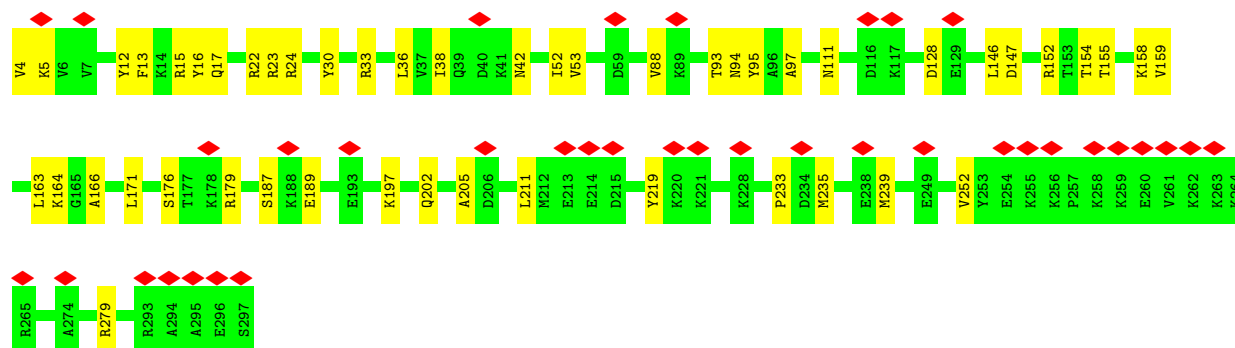 V4 K5 V6 V7 Y12 F13 K14 R15 Y16 Q17 R22 R23 R24 Y30 R33 L36 V37 I38 Q39 D40 K41 N42 I52 V53 D59 V88 K89 T93 N94 Y95 A96 A97 N111 D116 K117 D128 E129 L146 D147 R152 T153 T154 T155 K158 V159
L163 K164 G165 A166 L171 S176 T177 K178 R179 S187 K188 E189 E193 K197 Q202 A205 D206 L211 M212 E213 E214 D215 Y219 K220 K221 K228 P233 D234 M235 E238 M239 E249 V252 Y253 E254 K255 K256 P257 K258 K259 E260 V261 K262 K263 K264
R265 A274 R279 R293 A294 A295 E296 S297